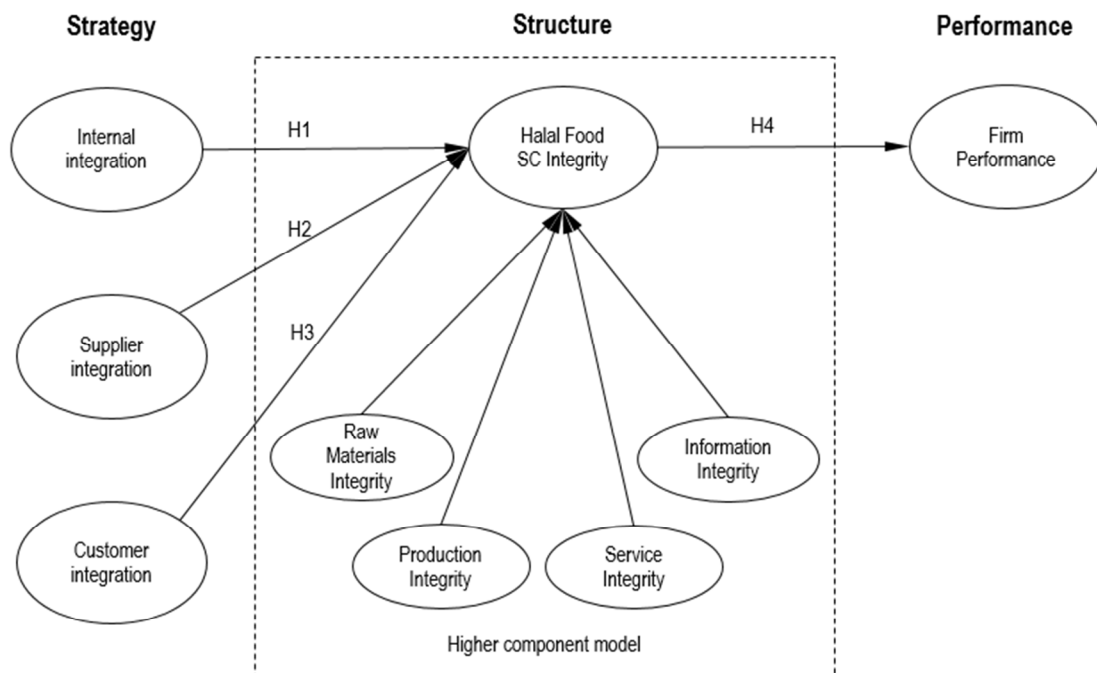 Strategy
Structure
Performance
Internal
integration
H1
Halal Food
SC Integrity
H4
Firm
Performance
H2
Supplier
integration
H3
Raw
Materials
Integrity
Information
Integrity
Customer
integration
Production
Integrity
Service
Integrity
Higher component model